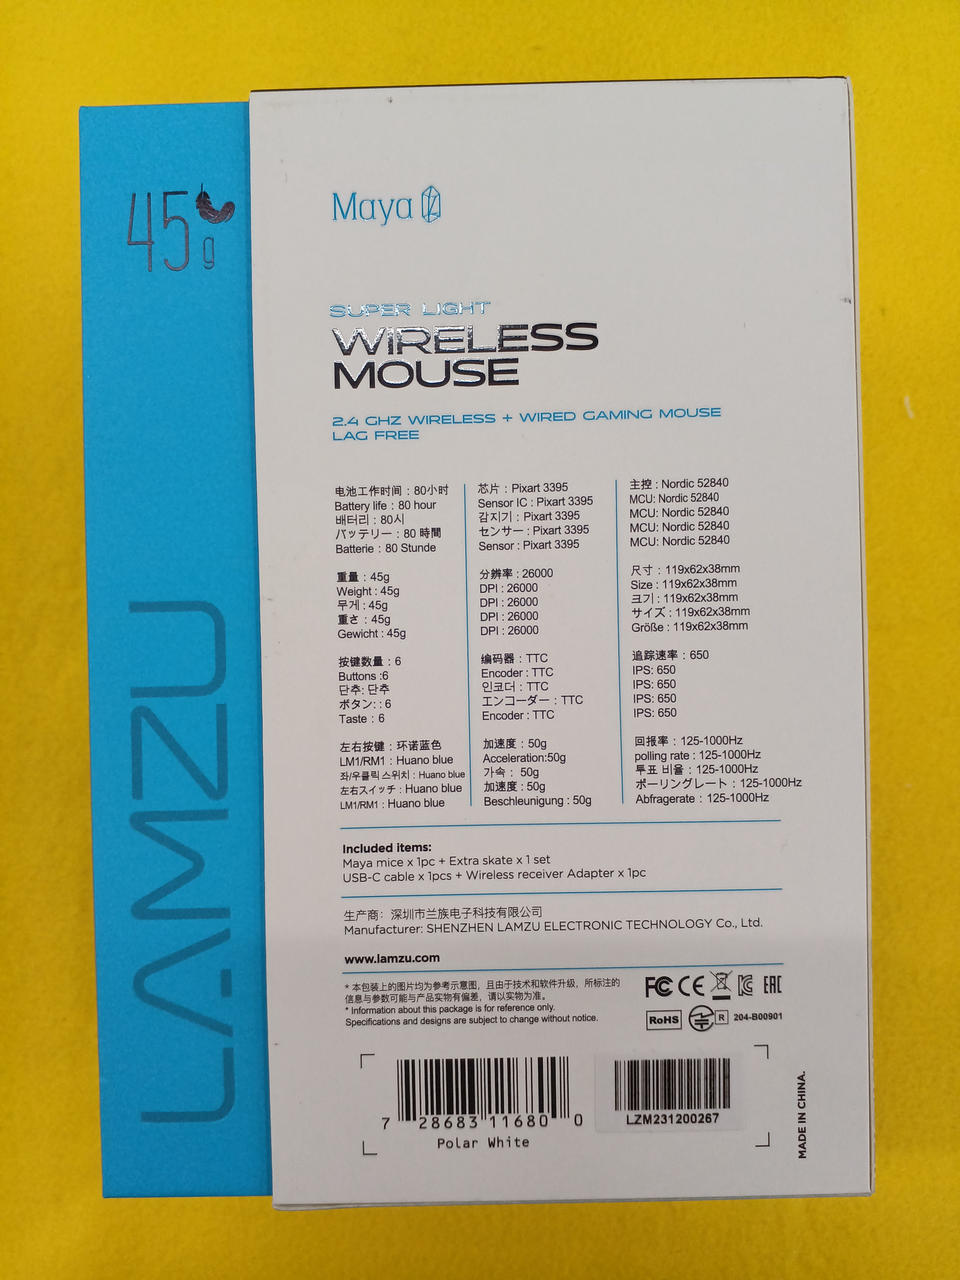 45g
LAMZU
Maya
SUPER LIGHT
WIRELESS
MOUSE
2.4 GHZ WIRELESS + WIRED GAMING MOUSE
LAG FREE
电池工作时间 : 80小时
Battery life : 80 hour
배터리 : 80시
バッテリー : 80 時間
Batterie : 80 Stunde
重量 : 45g
Weight : 45g
무게 : 45g
重さ : 45g
Gewicht : 45g
按键数量 : 6
Buttons :6
단추: 단추
ボタン: : 6
Taste : 6
左右按键 : 环诺蓝色
LM1/RM1 : Huano blue
좌/우클릭 스위치 : Huano blue
左右スイッチ : Huano blue
LM1/RM1 : Huano blue
芯片 : Pixart 3395
Sensor IC : Pixart 3395
감지기 : Pixart 3395
センサー : Pixart 3395
Sensor : Pixart 3395
分辨率 : 26000
DPI : 26000
DPI : 26000
DPI : 26000
DPI : 26000
编码器 : TTC
Encoder : TTC
인코더 : TTC
エンコーダー : TTC
Encoder : TTC
加速度 : 50g
Acceleration:50g
가속 : 50g
加速度 : 50g
Beschleunigung : 50g
主控 : Nordic 52840
MCU: Nordic 52840
MCU: Nordic 52840
MCU: Nordic 52840
MCU: Nordic 52840
尺寸 : 119x62x38mm
Size : 119x62x38mm
크기 : 119x62x38mm
サイズ : 119x62x38mm
Größe : 119x62x38mm
追踪速率 : 650
IPS: 650
IPS: 650
IPS: 650
IPS: 650
回报率 : 125-1000Hz
polling rate : 125-1000Hz
투표 비율 : 125-1000Hz
ポーリングレート : 125-1000Hz
Abfragerate : 125-1000Hz
Included items:
Maya mice x 1pc + Extra skate x 1 set
USB-C cable x 1pcs + Wireless receiver Adapter x 1pc
生产商: 深圳市兰族电子科技有限公司
Manufacturer: SHENZHEN LAMZU ELECTRONIC TECHNOLOGY Co., Ltd.
www.lamzu.com
* 本包装上的图片均为参考示意图，且由于技术和软件升级，所标注的
信息与参数可能与产品实物有偏差，请以实物为准。
* Information about this package is for reference only.
Specifications and designs are subject to change without notice.
FC CE EAC
RoHS R 204-B00901
7 28683 11680 0
Polar White
LZM231200267
MADE IN CHINA.